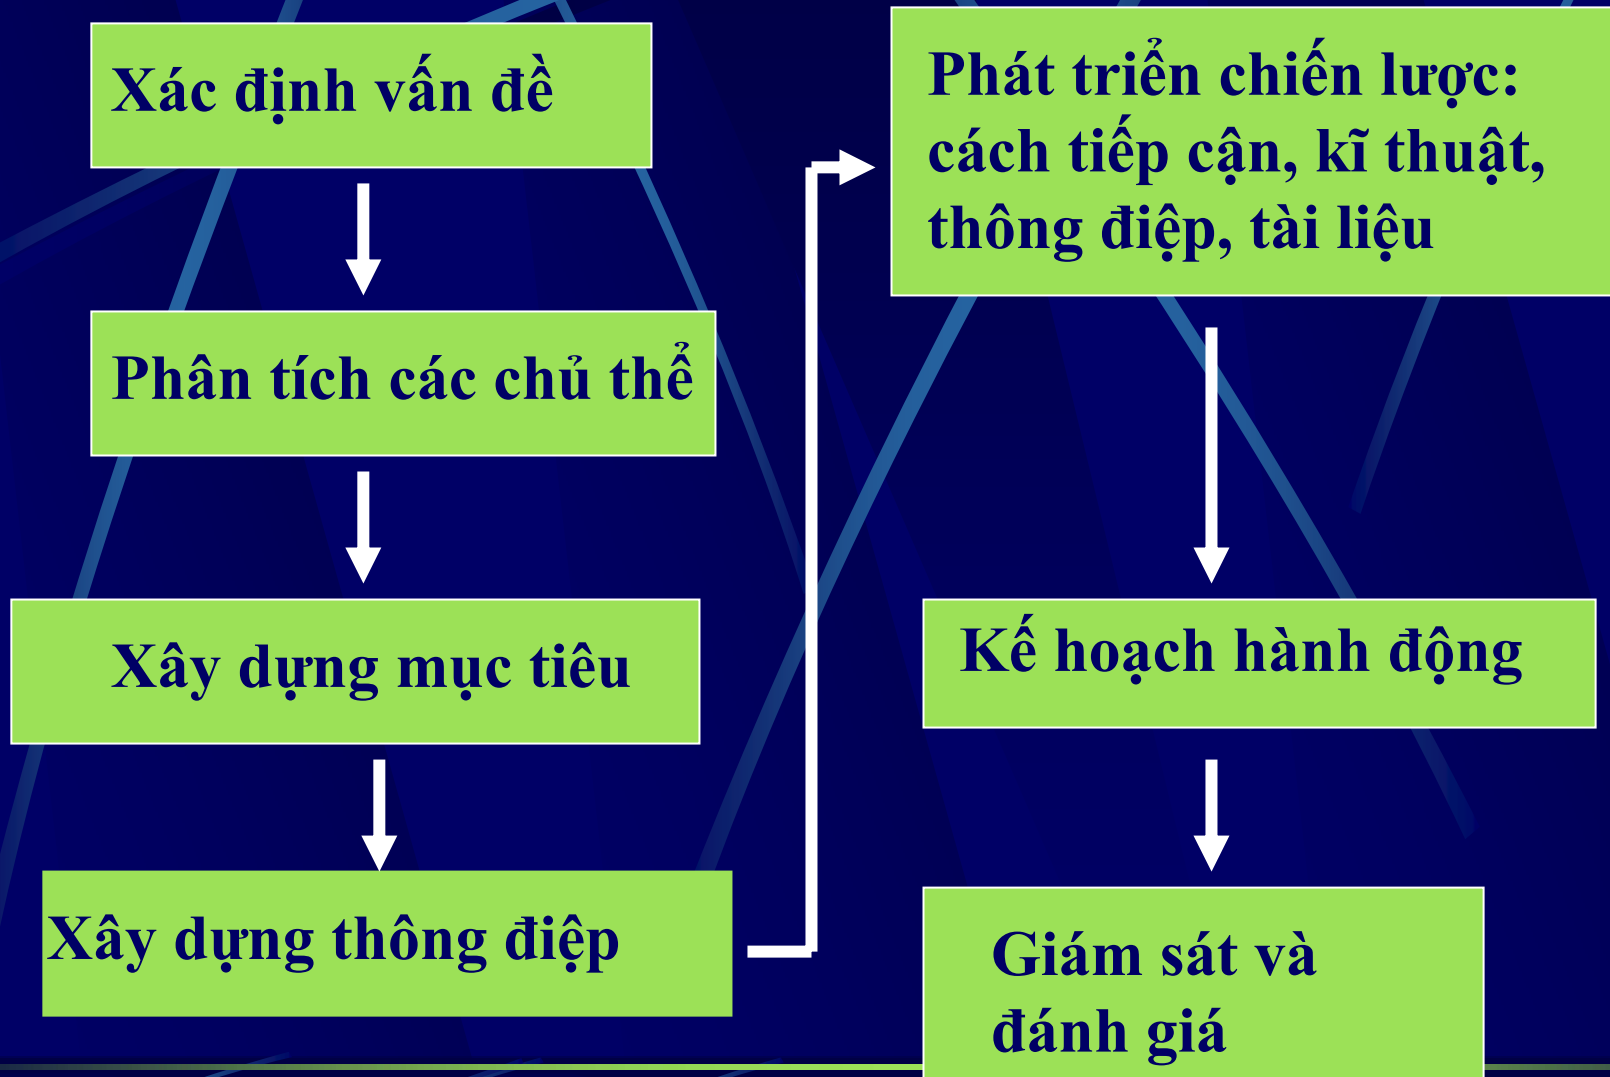 Xác định vấn đề
Phân tích các chủ thể
Xây dựng mục tiêu
Xây dựng thông điệp
Phát triển chiến lược:
cách tiếp cận, kĩ thuật,
thông điệp, tài liệu
Kế hoạch hành động
Giám sát và
đánh giá